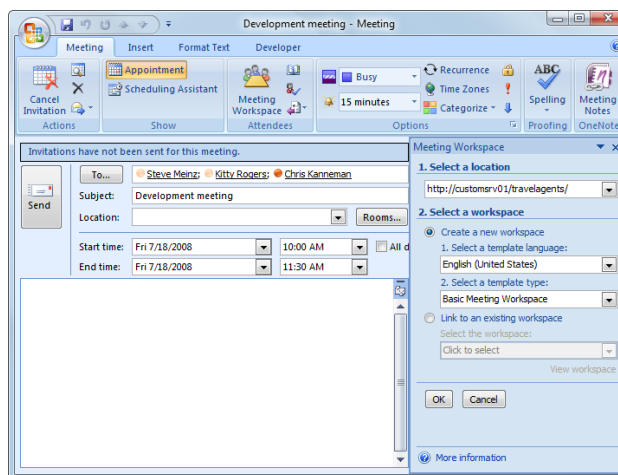 Development meeting - Meeting
Meeting Insert Format Text Developer
Cancel Invitation
Actions
Appointment
Scheduling Assistant
Show
Meeting Workspace
Attendees
Busy
15 minutes
Recurrence
Time Zones
Categorize
Options
ABC
Spelling
Proofing
Meeting Notes
OneNote
Invitations have not been sent for this meeting.
Send
To... Steve Meinz; Kitty Rogers; Chris Kanneman
Subject: Development meeting
Location: Rooms...
Start time: Fri 7/18/2008 10:00 AM All d
End time: Fri 7/18/2008 11:30 AM
Meeting Workspace
1. Select a location
http://customsrv01/travelagents/
2. Select a workspace
Create a new workspace
1. Select a template language:
English (United States)
2. Select a template type:
Basic Meeting Workspace
Link to an existing workspace
Select the workspace:
Click to select
View workspace
OK Cancel
More information